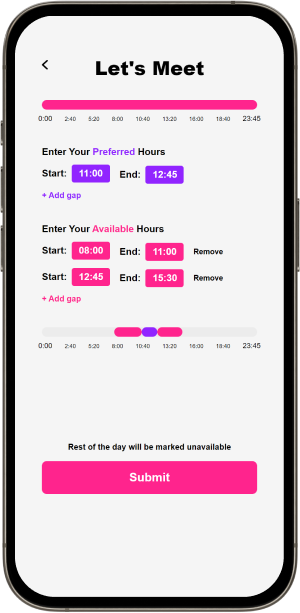 Let's Meet
0:00 2:40 5:20 8:00 10:40 13:20 16:00 18:40 23:45
Enter Your Preferred Hours
Start: 11:00 End: 12:45
+ Add gap
Enter Your Available Hours
Start: 08:00 End: 11:00 Remove
Start: 12:45 End: 15:30 Remove
+ Add gap
0:00 2:40 5:20 8:00 10:40 13:20 16:00 18:40 23:45
Rest of the day will be marked unavailable
Submit